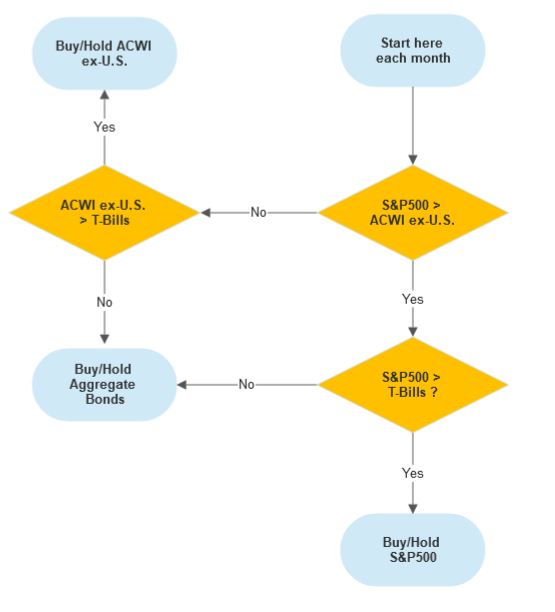 Buy/Hold ACWI
ex-U.S.
Start here
each month
Yes
ACWI ex-U.S.
> T-Bills
No
S&P500 >
ACWI ex-U.S.
No
Yes
Buy/Hold
Aggregate
Bonds
No
S&P500 >
T-Bills ?
Yes
Buy/Hold
S&P500